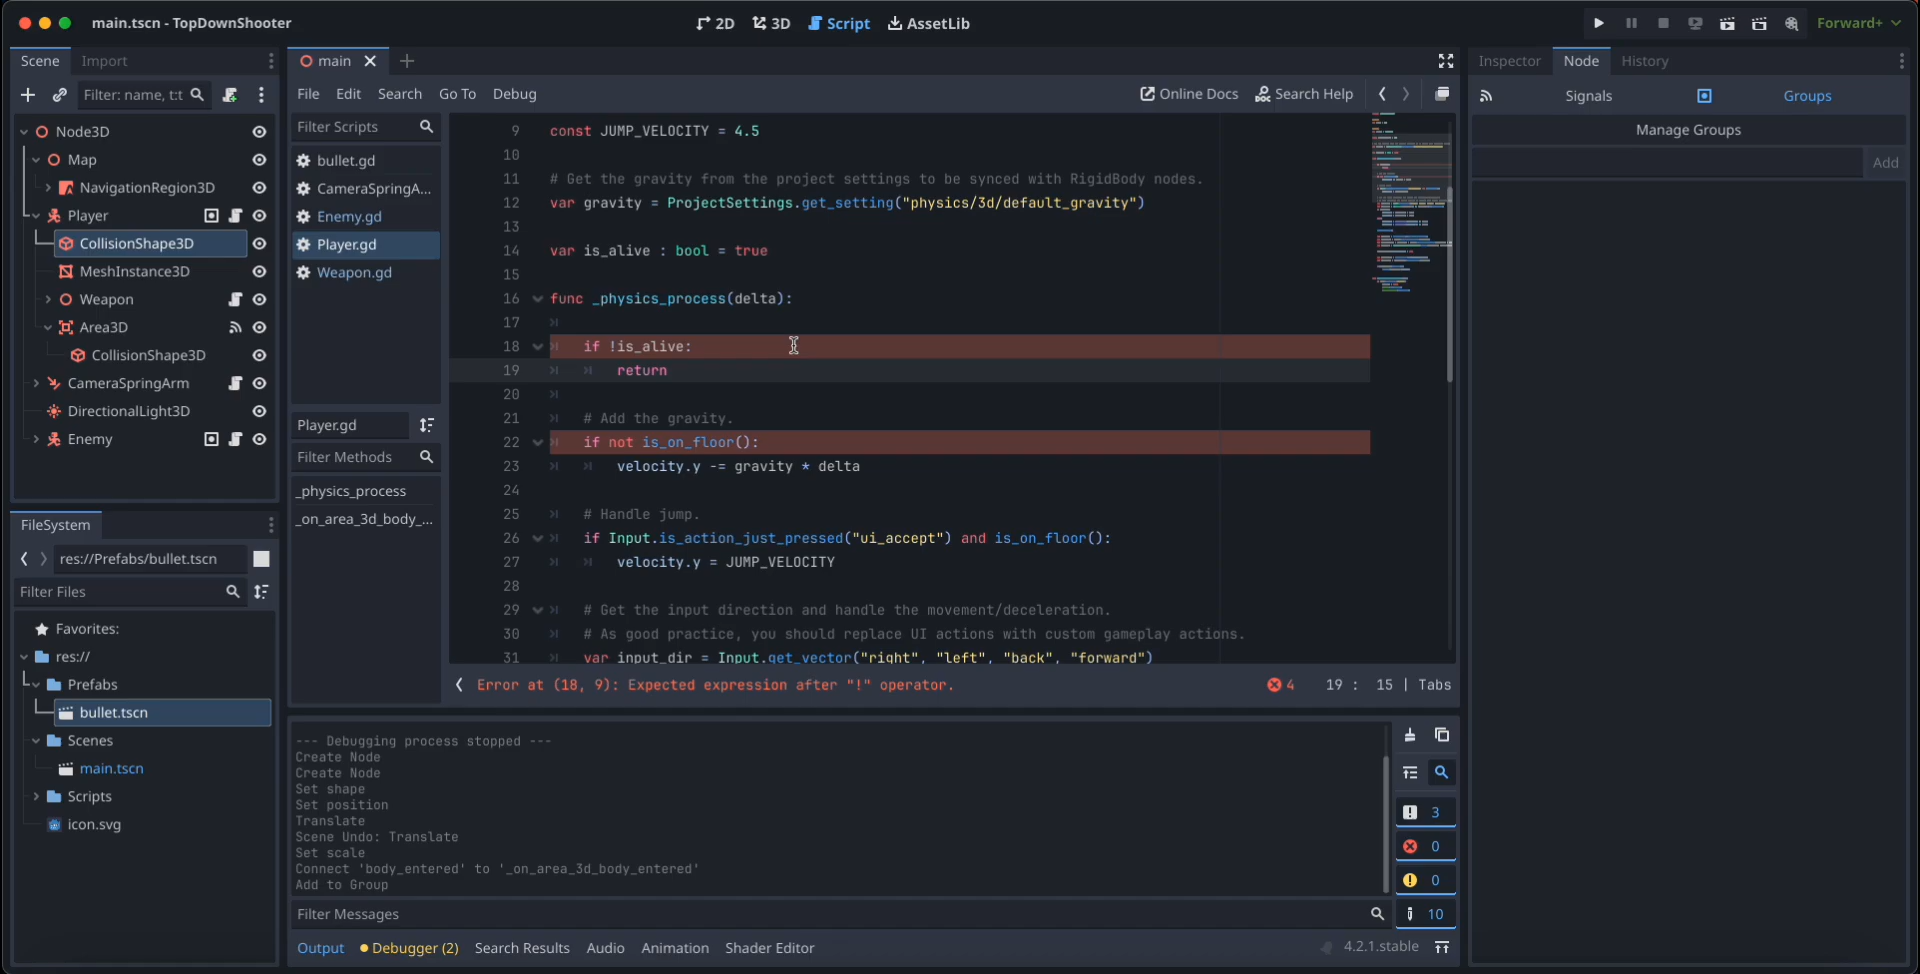 main.tscn - TopDownShooter
2D 3D Script AssetLib
Forward+
Scene Import
Filter: name, t:t
Node3D
Map
NavigationRegion3D
Player
CollisionShape3D
MeshInstance3D
Weapon
Area3D
CollisionShape3D
CameraSpringArm
DirectionalLight3D
Enemy
FileSystem
res://Prefabs/bullet.tscn
Filter Files
Favorites:
res://
Prefabs
bullet.tscn
Scenes
main.tscn
Scripts
icon.svg
main
File Edit Search Go To Debug
Online Docs Search Help
Filter Scripts
bullet.gd
CameraSpringA...
Enemy.gd
Player.gd
Weapon.gd
Player.gd
Filter Methods
_physics_process
_on_area_3d_body_...
9 const JUMP_VELOCITY = 4.5
10
11 # Get the gravity from the project settings to be synced with RigidBody nodes.
12 var gravity = ProjectSettings.get_setting("physics/3d/default_gravity")
13
14 var is_alive : bool = true
15
16 func _physics_process(delta):
17
18 if !is_alive:
19 return
20
21 # Add the gravity.
22 if not is_on_floor():
23 velocity.y -= gravity * delta
24
25 # Handle jump.
26 if Input.is_action_just_pressed("ui_accept") and is_on_floor():
27 velocity.y = JUMP_VELOCITY
28
29 # Get the input direction and handle the movement/deceleration.
30 # As good practice, you should replace UI actions with custom gameplay actions.
31 var input_dir = Input.get_vector("right", "left", "back", "forward")
Error at (18, 9): Expected expression after "!" operator.
4 19 : 15 | Tabs
--- Debugging process stopped ---
Create Node
Create Node
Set shape
Set position
Translate
Scene Undo: Translate
Set scale
Connect 'body_entered' to '_on_area_3d_body_entered'
Add to Group
3
0
0
10
Filter Messages
Output Debugger (2) Search Results Audio Animation Shader Editor
4.2.1.stable
Inspector Node History
Signals Groups
Manage Groups
Add